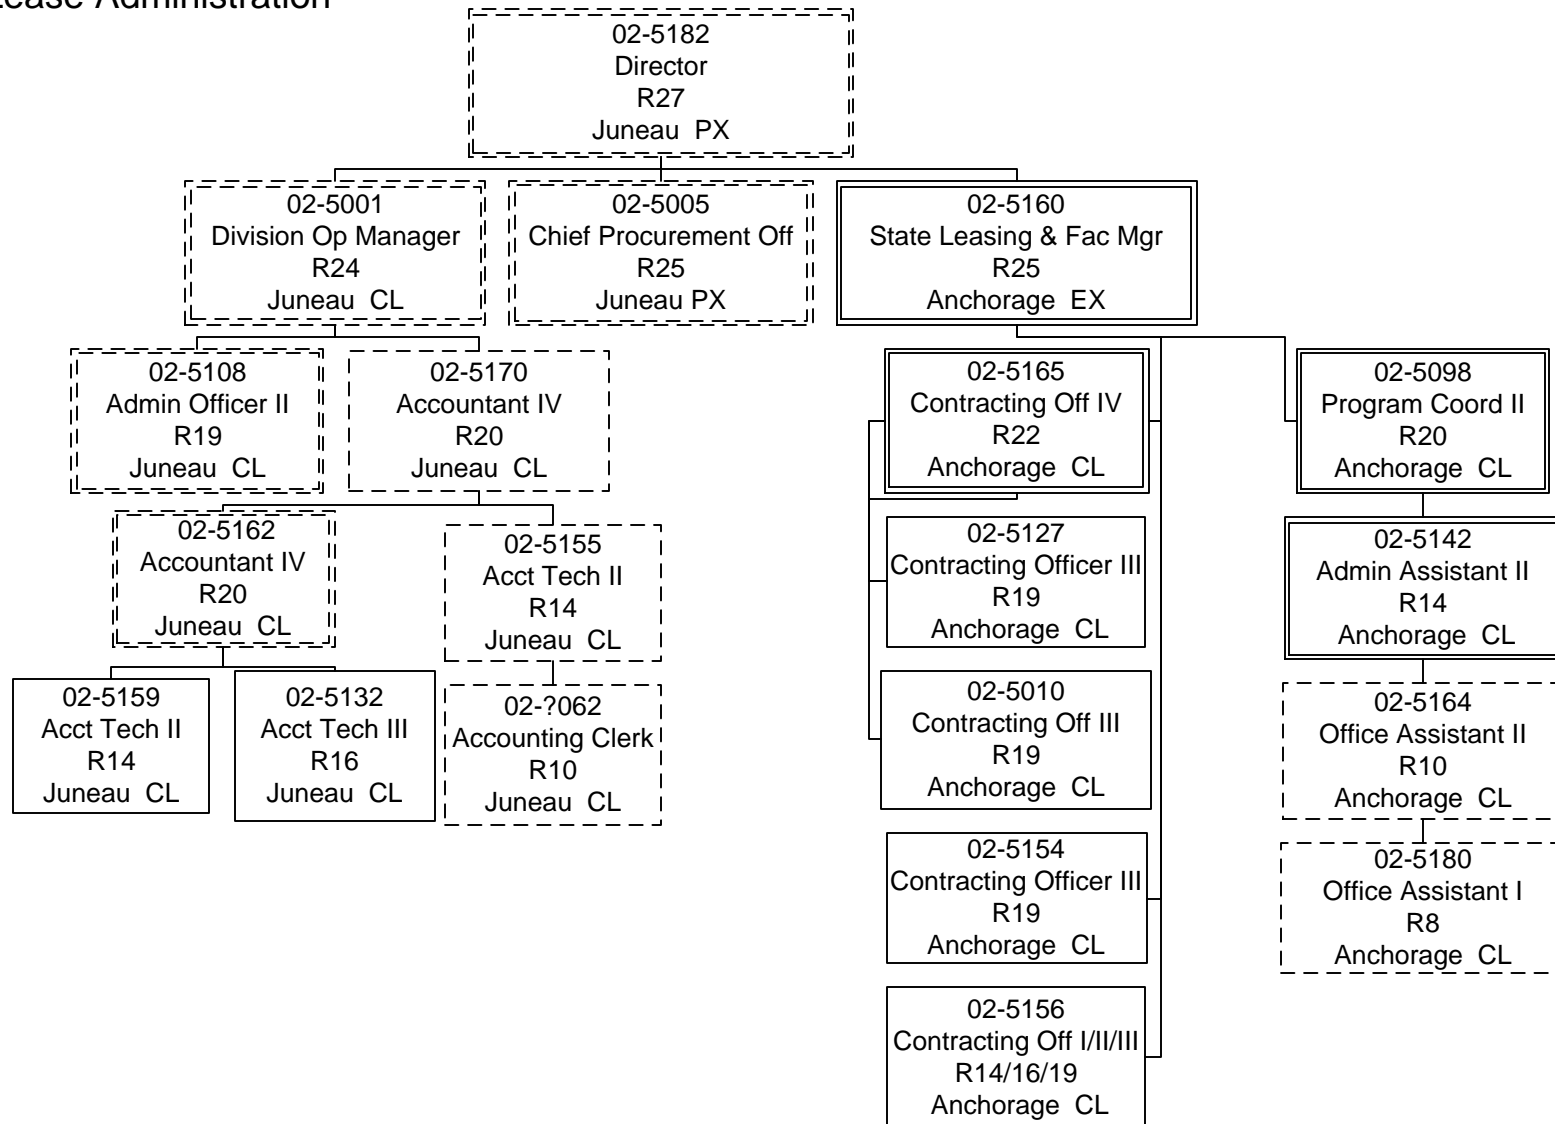 Lease Administration
02-5182
Director
R27
Juneau PX
02-5001
Division Op Manager
R24
Juneau CL
02-5005
Chief Procurement Off
R25
Juneau PX
02-5160
State Leasing & Fac Mgr
R25
Anchorage EX
02-5108
Admin Officer II
R19
Juneau CL
02-5170
Accountant IV
R20
Juneau CL
02-5165
Contracting Off IV
R22
Anchorage CL
02-5098
Program Coord II
R20
Anchorage CL
02-5162
Accountant IV
R20
Juneau CL
02-5155
Acct Tech II
R14
Juneau CL
02-5127
Contracting Officer III
R19
Anchorage CL
02-5142
Admin Assistant II
R14
Anchorage CL
02-5159
Acct Tech II
R14
Juneau CL
02-5132
Acct Tech III
R16
Juneau CL
02-?062
Accounting Clerk
R10
Juneau CL
02-5010
Contracting Off III
R19
Anchorage CL
02-5164
Office Assistant II
R10
Anchorage CL
02-5154
Contracting Officer III
R19
Anchorage CL
02-5180
Office Assistant I
R8
Anchorage CL
02-5156
Contracting Off I/II/III
R14/16/19
Anchorage CL